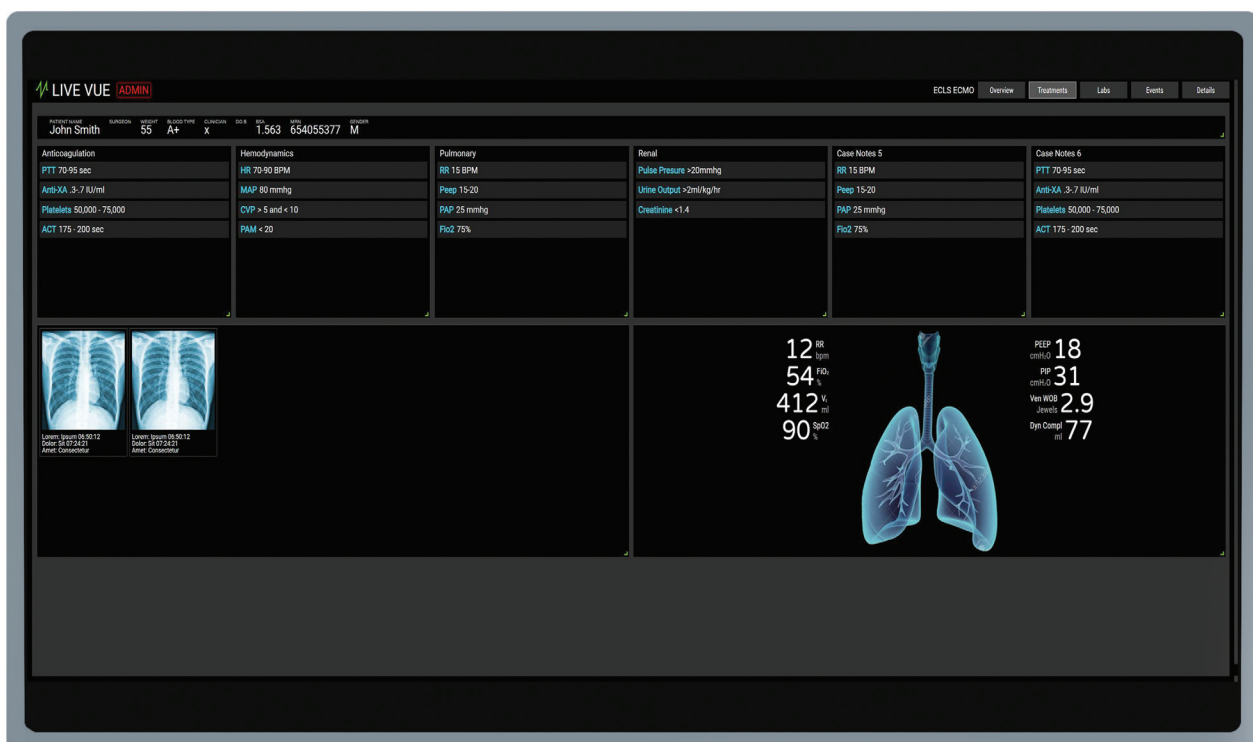 LIVE VUE ADMIN
ECLS ECMO Overview Treatments Labs Events Details
PATIENT NAME SURGEON WEIGHT BLOOD TYPE CLINICIAN D.O.B BSA MRN GENDER
John Smith 55 A+ x 1.563 654055377 M
Anticoagulation
PTT 70-95 sec
Anti-XA .3-.7 IU/ml
Platelets 50,000 - 75,000
ACT 175 - 200 sec
Hemodynamics
HR 70-90 BPM
MAP 80 mmhg
CVP > 5 and < 10
PAM < 20
Pulmonary
RR 15 BPM
Peep 15-20
PAP 25 mmhg
Fio2 75%
Renal
Pulse Presure >20mmhg
Urine Output >2ml/kg/hr
Creatinine <1.4
Case Notes 5
RR 15 BPM
Peep 15-20
PAP 25 mmhg
Fio2 75%
Case Notes 6
PTT 70-95 sec
Anti-XA .3-.7 IU/ml
Platelets 50,000 - 75,000
ACT 175 - 200 sec
Lorem: Ipsum 06:50:12
Dolor: Sit 07:24:21
Amet: Consectetur
Lorem: Ipsum 06:50:12
Dolor: Sit 07:24:21
Amet: Consectetur
12 RR bpm
54 FiO₂ %
412 Vₜ ml
90 SpO2 %
PEEP cmH₂O 18
PIP cmH₂O 31
Ven WOB Jewels 2.9
Dyn Compl ml 77